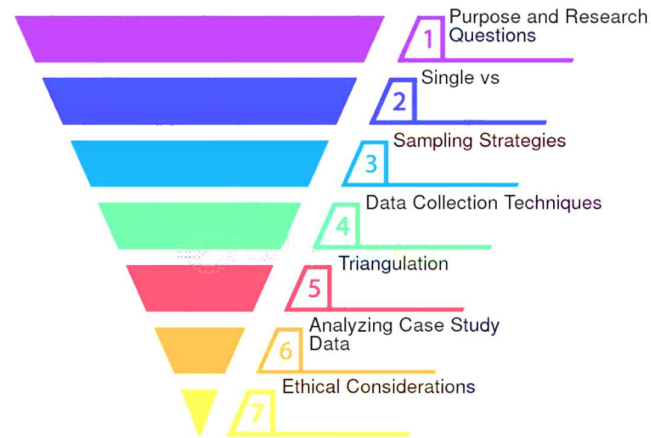 1
Purpose and Research
Questions
2
Single vs
3
Sampling Strategies
4
Data Collection Techniques
5
Triangulation
6
Analyzing Case Study
Data
7
Ethical Considerations